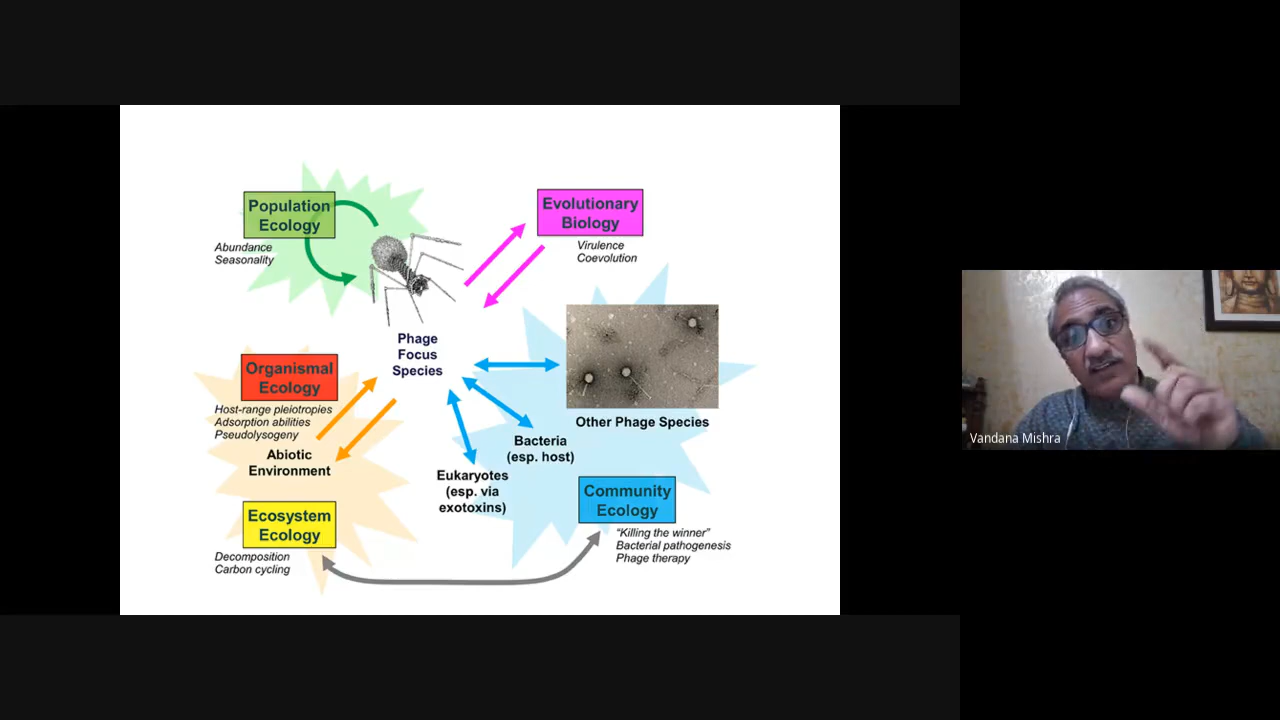 Population
Ecology
Abundance
Seasonality
Evolutionary
Biology
Virulence
Coevolution
Phage
Focus
Species
Organismal
Ecology
Host-range pleiotropies
Adsorption abilities
Pseudolysogeny
Abiotic
Environment
Other Phage Species
Bacteria
(esp. host)
Eukaryotes
(esp. via
exotoxins)
Ecosystem
Ecology
Decomposition
Carbon cycling
Community
Ecology
“Killing the winner”
Bacterial pathogenesis
Phage therapy
Vandana Mishra